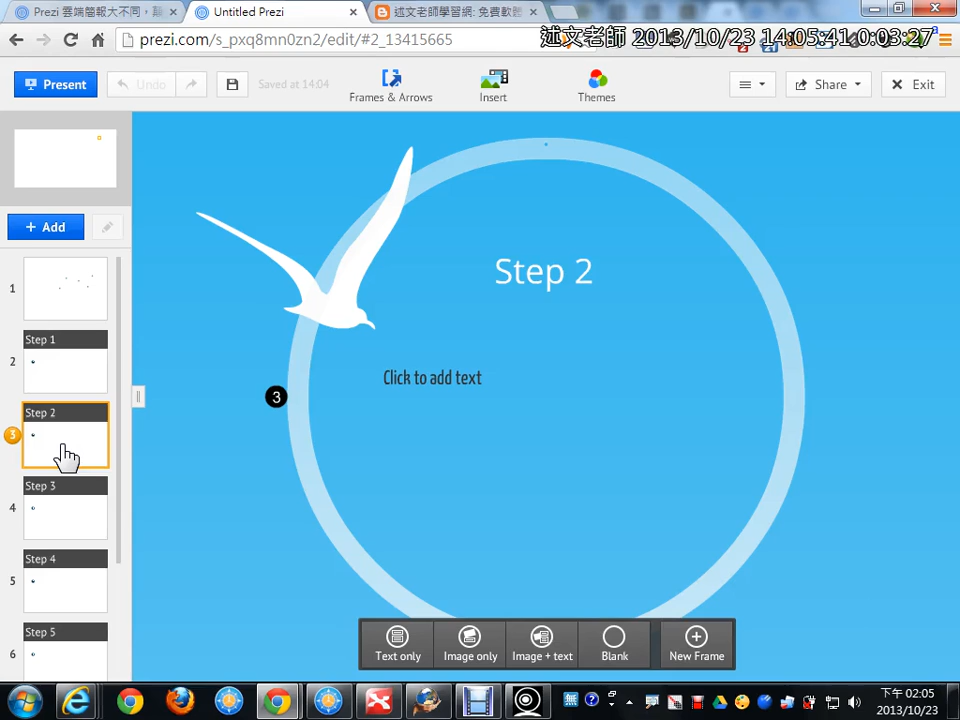 Prezi 雲端簡報大不同，顛
Untitled Prezi
述文老師學習網: 免費軟體
prezi.com/s_pxq8mn0zn2/edit/#2_13415665
述文老師 2013/10/23 14:05:41,0:03:27
Present
Undo
Saved at 14:04
Frames & Arrows
Insert
Themes
Share
Exit
+ Add
1
Step 1
2
Step 2
3
Step 3
4
Step 4
5
Step 5
6
Step 2
Click to add text
3
Text only
Image only
Image + text
Blank
New Frame
下午 02:05
2013/10/23